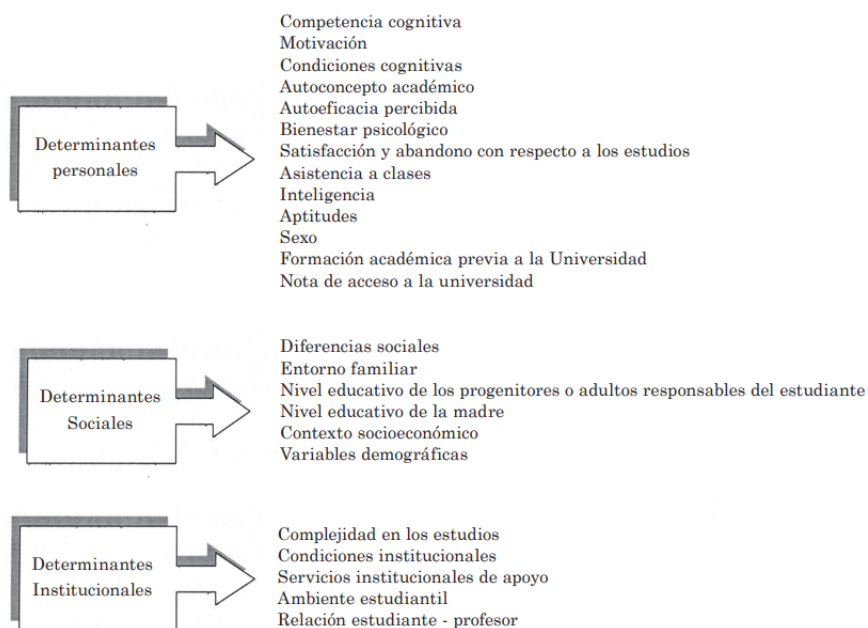 Determinantes
personales
Competencia cognitiva
Motivación
Condiciones cognitivas
Autoconcepto académico
Autoeficacia percibida
Bienestar psicológico
Satisfacción y abandono con respecto a los estudios
Asistencia a clases
Inteligencia
Aptitudes
Sexo
Formación académica previa a la Universidad
Nota de acceso a la universidad
Determinantes
Sociales
Diferencias sociales
Entorno familiar
Nivel educativo de los progenitores o adultos responsables del estudiante
Nivel educativo de la madre
Contexto socioeconómico
Variables demográficas
Determinantes
Institucionales
Complejidad en los estudios
Condiciones institucionales
Servicios institucionales de apoyo
Ambiente estudiantil
Relación estudiante - profesor